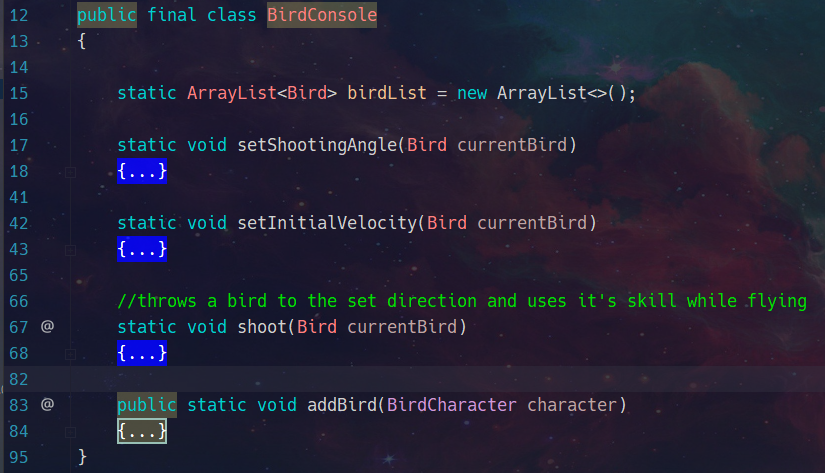 12 public final class BirdConsole
13 {
14
15 static ArrayList<Bird> birdList = new ArrayList<>();
16
17 static void setShootingAngle(Bird currentBird)
18 {...}
41
42 static void setInitialVelocity(Bird currentBird)
43 {...}
65
66 //throws a bird to the set direction and uses it's skill while flying
67 @ static void shoot(Bird currentBird)
68 {...}
82
83 @ public static void addBird(BirdCharacter character)
84 {...}
95 }